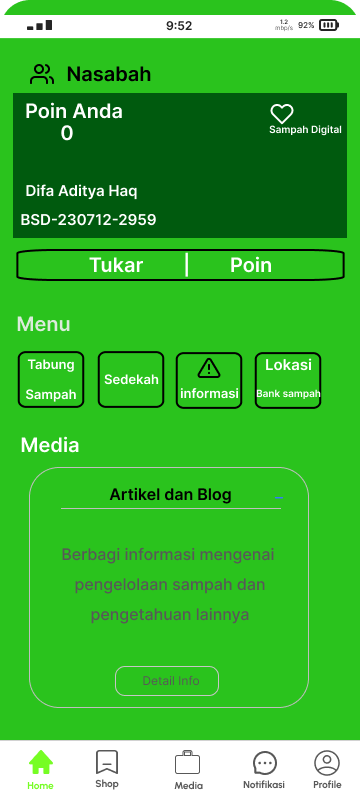 9:52
1.2
mbp/s
92%
Nasabah
Poin Anda
0
Sampah Digital
Difa Aditya Haq
BSD-230712-2959
Tukar
Poin
Menu
Tabung
Sampah
Sedekah
informasi
Lokasi
Bank sampah
Media
Artikel dan Blog
Berbagi informasi mengenai
pengelolaan sampah dan
pengetahuan lainnya
Detail Info
Home
Shop
Media
Notifikasi
Profile